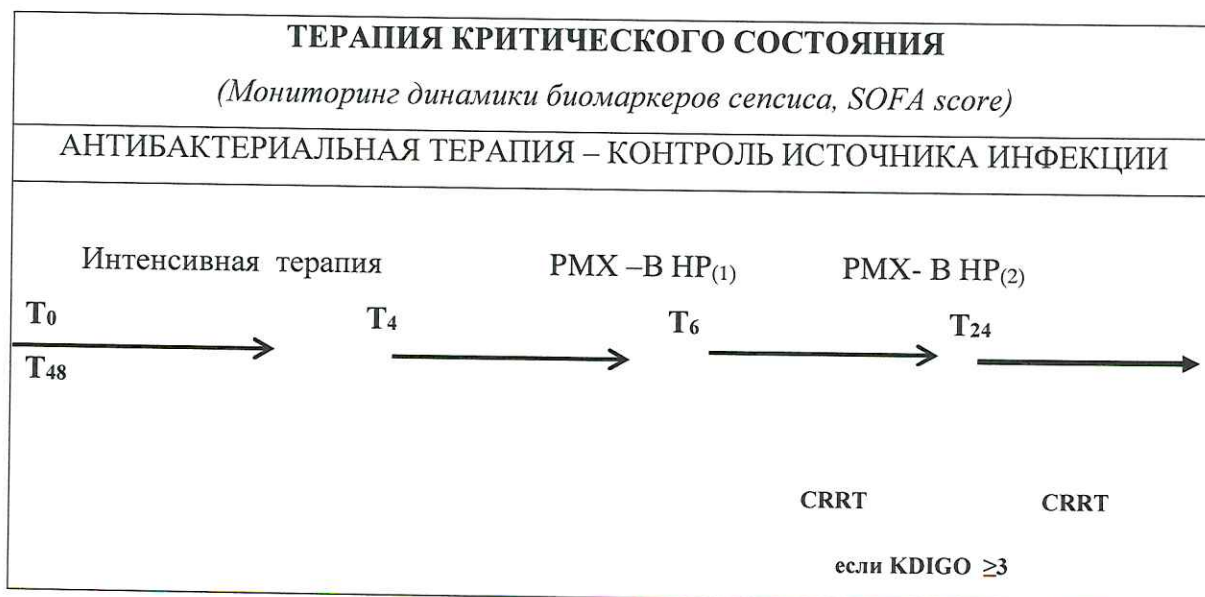 ТЕРАПИЯ КРИТИЧЕСКОГО СОСТОЯНИЯ
(Мониторинг динамики биомаркеров сепсиса, SOFA score)
АНТИБАКТЕРИАЛЬНАЯ ТЕРАПИЯ – КОНТРОЛЬ ИСТОЧНИКА ИНФЕКЦИИ
Интенсивная терапия PMX –B HP(1) PMX- B HP(2)
T0 T4 T6 T24
T48
CRRT CRRT
если KDIGO ≥3